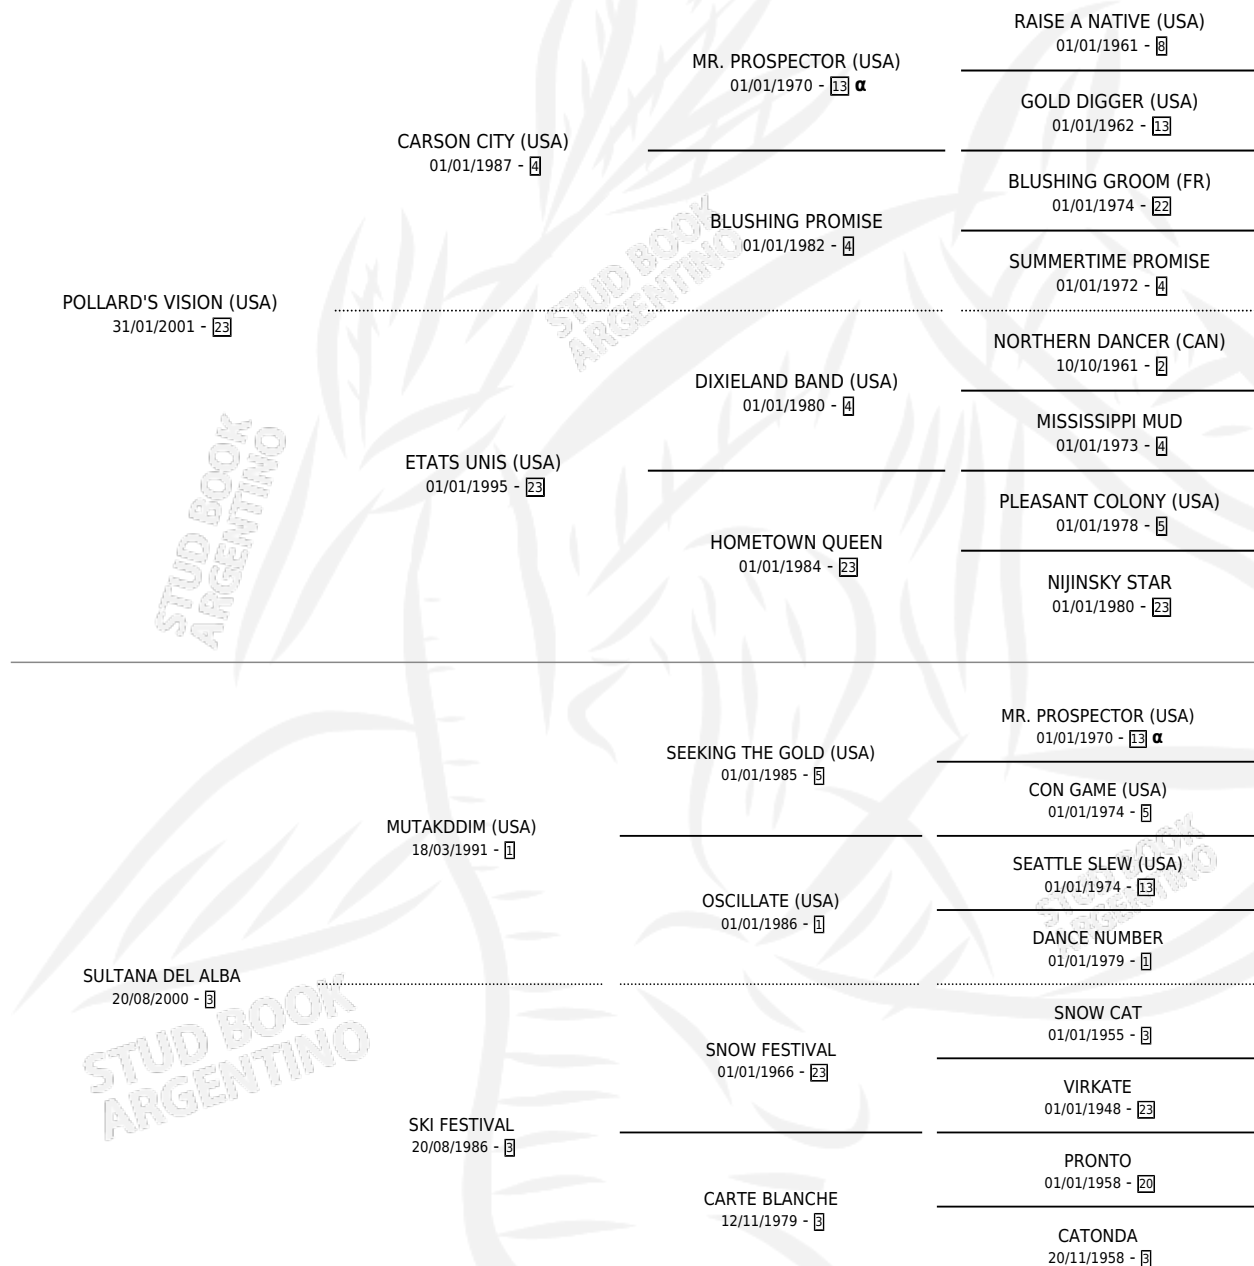 RAISE A NATIVE (USA)
01/01/1961 - 8
MR. PROSPECTOR (USA)
01/01/1970 - 13 α
GOLD DIGGER (USA)
01/01/1962 - 13
CARSON CITY (USA)
01/01/1987 - 4
BLUSHING GROOM (FR)
01/01/1974 - 22
BLUSHING PROMISE
01/01/1982 - 4
SUMMERTIME PROMISE
01/01/1972 - 4
POLLARD'S VISION (USA)
31/01/2001 - 23
NORTHERN DANCER (CAN)
10/10/1961 - 2
DIXIELAND BAND (USA)
01/01/1980 - 4
MISSISSIPPI MUD
01/01/1973 - 4
ETATS UNIS (USA)
01/01/1995 - 23
PLEASANT COLONY (USA)
01/01/1978 - 5
HOMETOWN QUEEN
01/01/1984 - 23
NIJINSKY STAR
01/01/1980 - 23
MR. PROSPECTOR (USA)
01/01/1970 - 13 α
SEEKING THE GOLD (USA)
01/01/1985 - 5
CON GAME (USA)
01/01/1974 - 5
MUTAKDDIM (USA)
18/03/1991 - 1
SEATTLE SLEW (USA)
01/01/1974 - 13
OSCILLATE (USA)
01/01/1986 - 1
DANCE NUMBER
01/01/1979 - 1
SULTANA DEL ALBA
20/08/2000 - 3
SNOW CAT
01/01/1955 - 3
SNOW FESTIVAL
01/01/1966 - 23
VIRKATE
01/01/1948 - 23
SKI FESTIVAL
20/08/1986 - 3
PRONTO
01/01/1958 - 20
CARTE BLANCHE
12/11/1979 - 3
CATONDA
20/11/1958 - 3
STUD BOOK
ARGENTINO
STUD BOOK
ARGENTINO
STUD BOOK
ARGENTINO
STUD BOOK
ARGENTINO